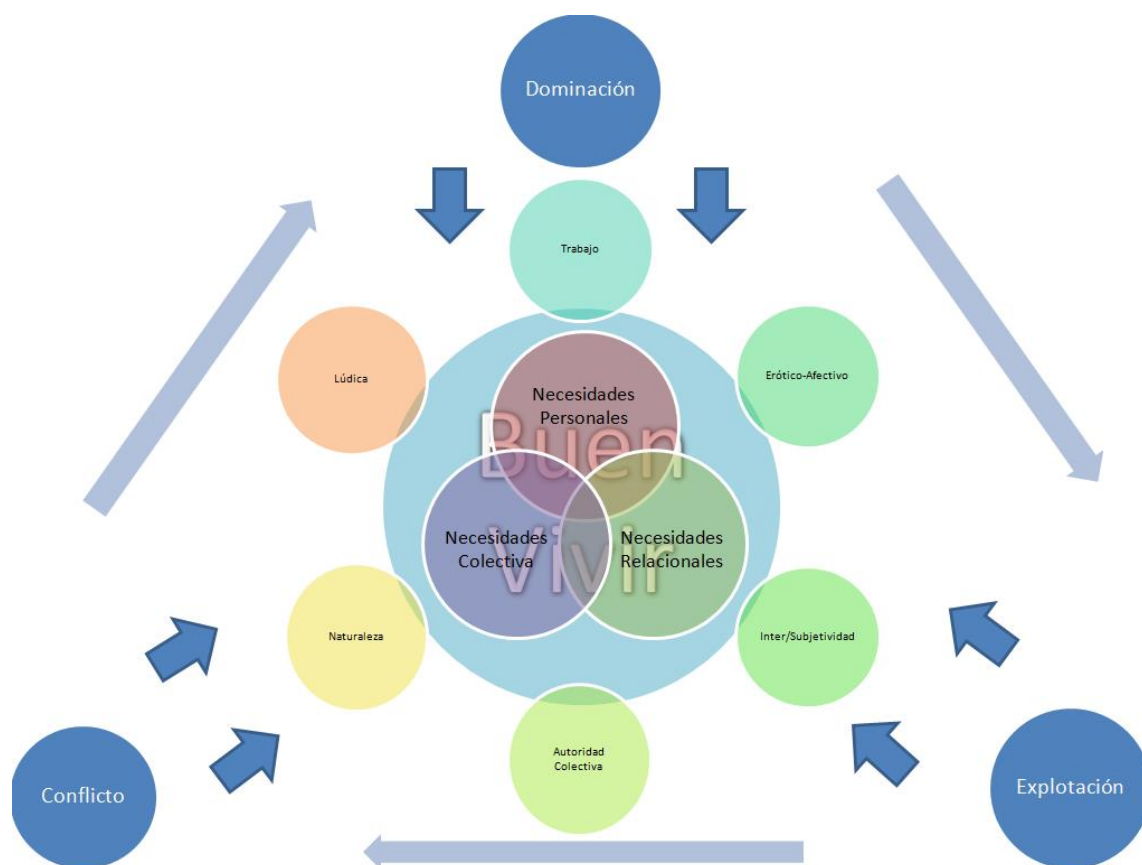 Dominación
Trabajo
Lúdica
Erótico-Afectivo
Necesidades
Personales
Buen
Necesidades
Colectiva
Necesidades
Relacionales
Vivir
Naturaleza
Inter/Subjetividad
Autoridad
Colectiva
Conflicto
Explotación